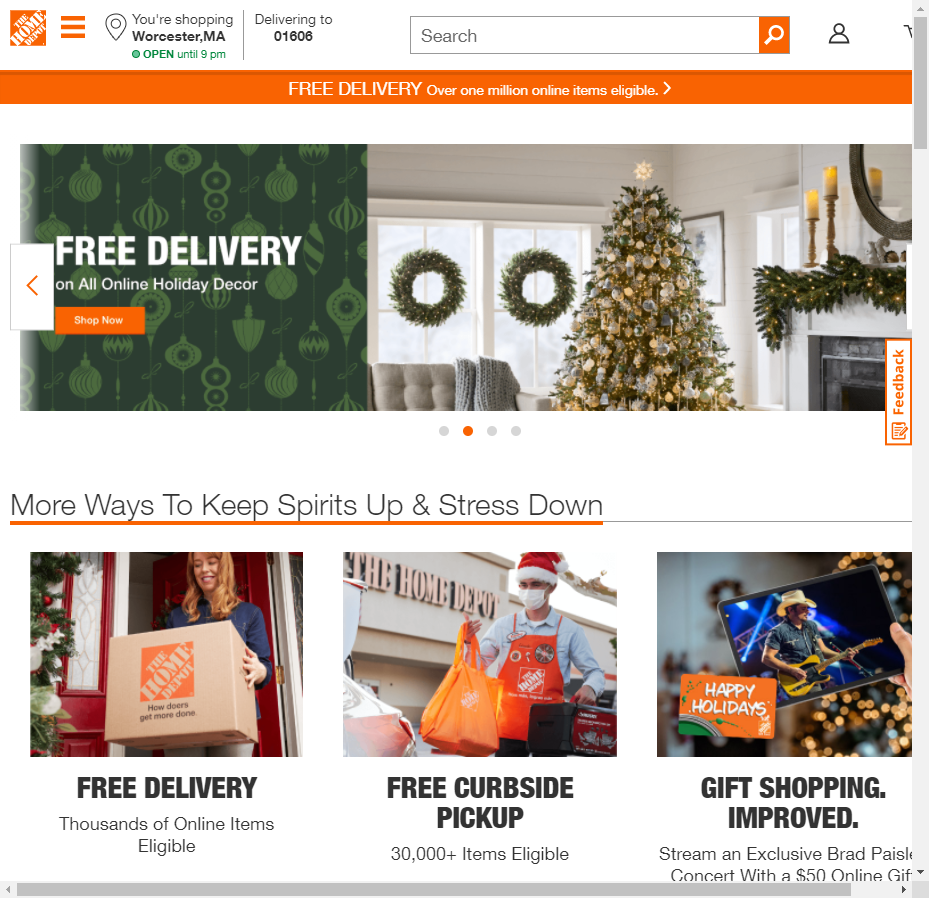 THE HOME DEPOT
You're shopping
Worcester,MA
OPEN until 9 pm
Delivering to
01606
Search
FREE DELIVERY Over one million online items eligible.
FREE DELIVERY
on All Online Holiday Decor
Shop Now
Feedback
More Ways To Keep Spirits Up & Stress Down
THE HOME DEPOT
How doers
get more done.
THE HOME DEPOT
THE HOME DEPOT
HAPPY
HOLIDAYS
FREE DELIVERY
Thousands of Online Items
Eligible
FREE CURBSIDE
PICKUP
30,000+ Items Eligible
GIFT SHOPPING.
IMPROVED.
Stream an Exclusive Brad Paisle
Concert With a $50 Online Gif